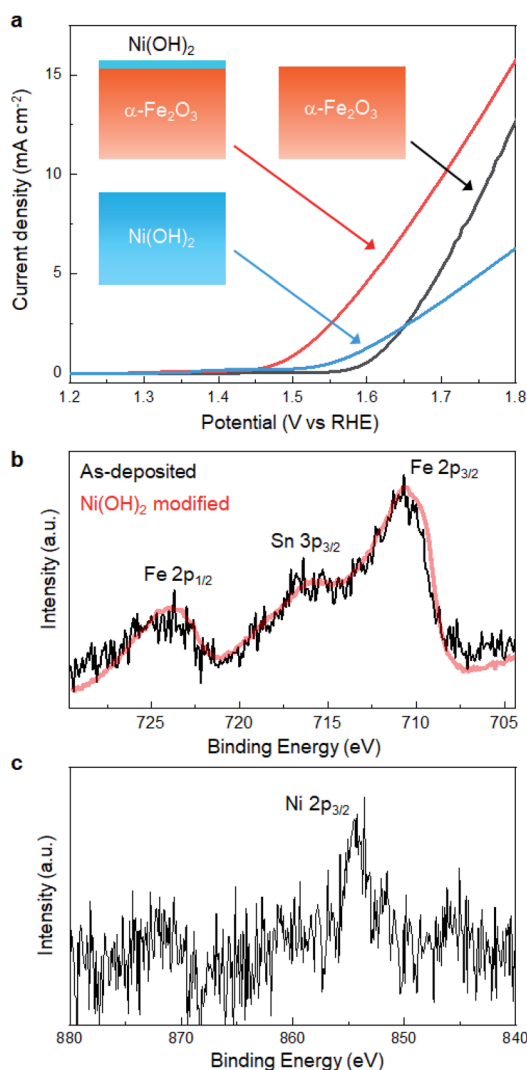 a
Ni(OH)2
α-Fe2O3
α-Fe2O3
Ni(OH)2
Current density (mA cm-2)
15
10
5
0
1.2 1.3 1.4 1.5 1.6 1.7 1.8
Potential (V vs RHE)
b
As-deposited
Ni(OH)2 modified
Fe 2p3/2
Sn 3p3/2
Fe 2p1/2
Intensity (a.u.)
725 720 715 710 705
Binding Energy (eV)
c
Ni 2p3/2
Intensity (a.u.)
880 870 860 850 840
Binding Energy (eV)